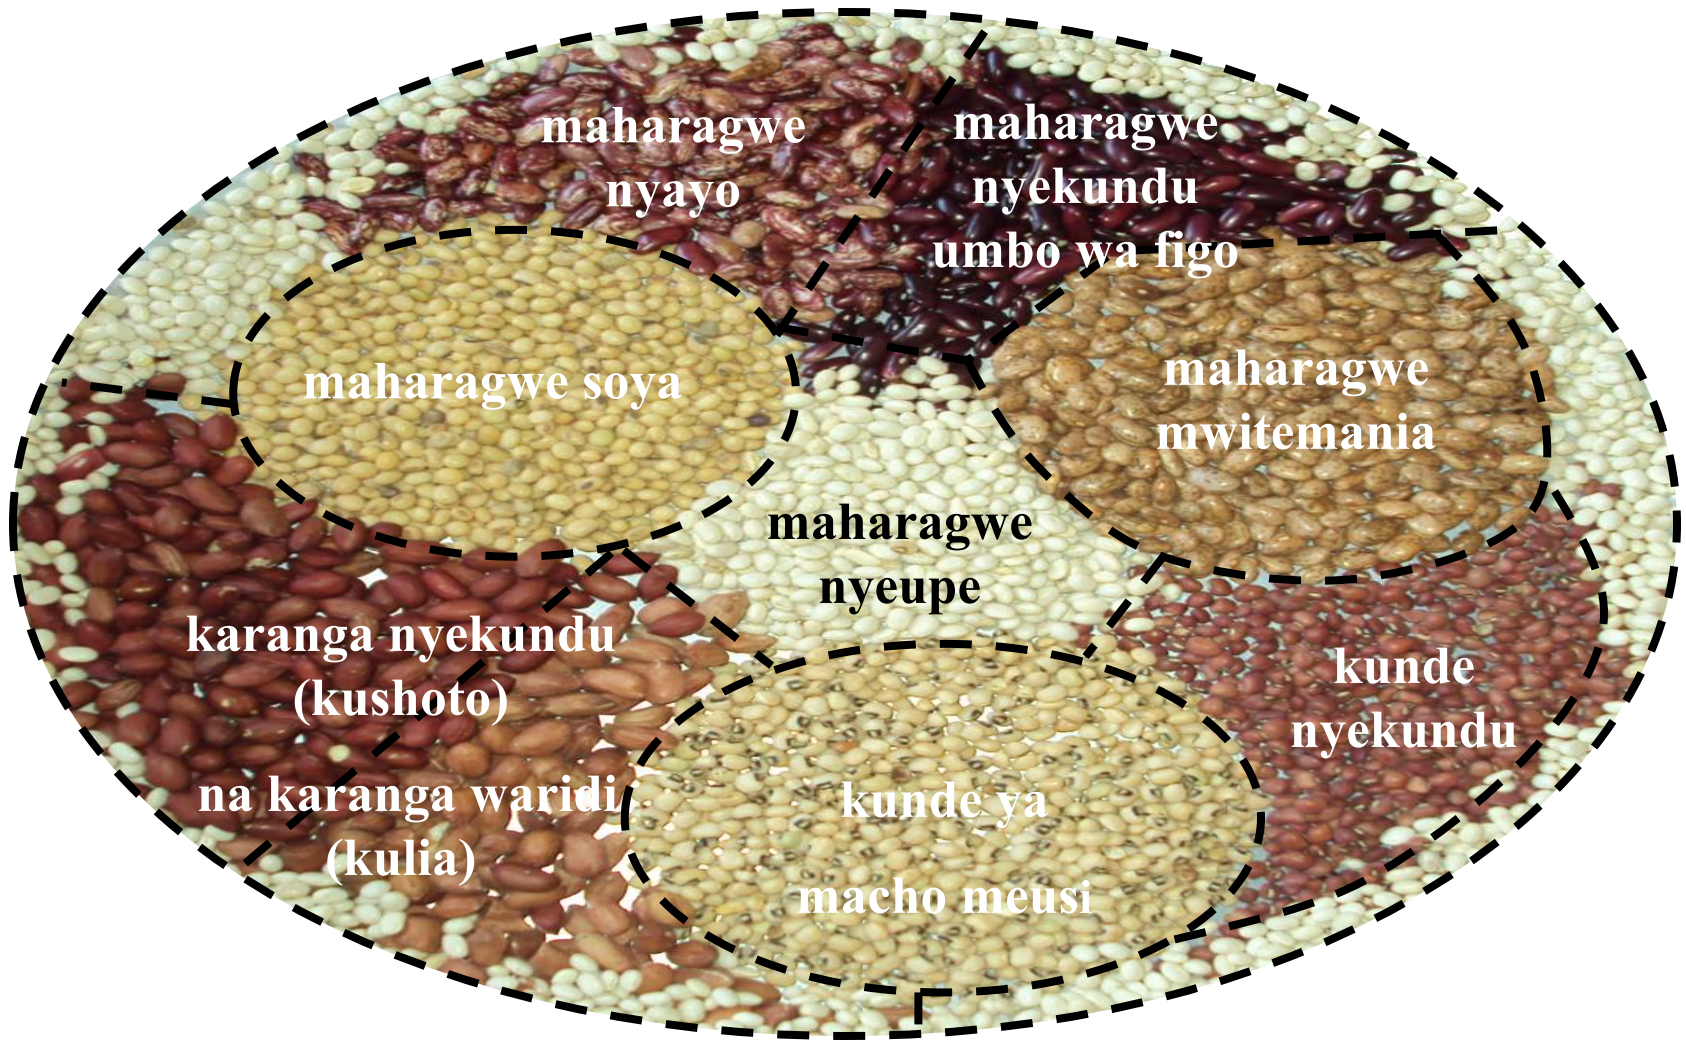 maharagwe
nyayo
maharagwe
nyekundu
umbo wa figo
maharagwe soya
maharagwe
mwitemania
maharagwe
nyeupe
karanga nyekundu
(kushoto)
na karanga waridi
(kulia)
kunde
nyekundu
kunde ya
macho meusi